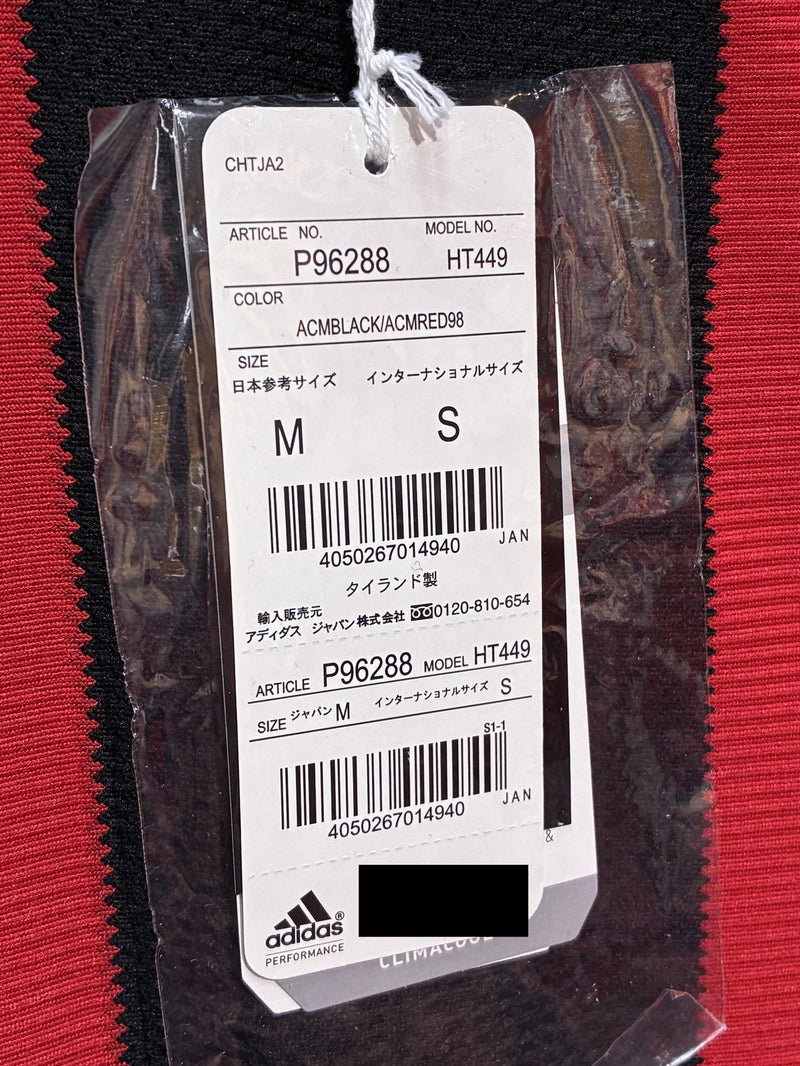 CHTJA2
ARTICLE NO. MODEL NO.
P96288 HT449
COLOR
ACMBLACK/ACMRED98
SIZE
日本参考サイズ インターナショナルサイズ
M S
4050267014940 JAN
タイランド製
輸入販売元
アディダス ジャパン株式会社 0120-810-654
ARTICLE P96288 MODEL HT449
SIZE ジャパン M インターナショナルサイズ S
S1-1
4050267014940 JAN
&
adidas®
PERFORMANCE
CLIMACOOL